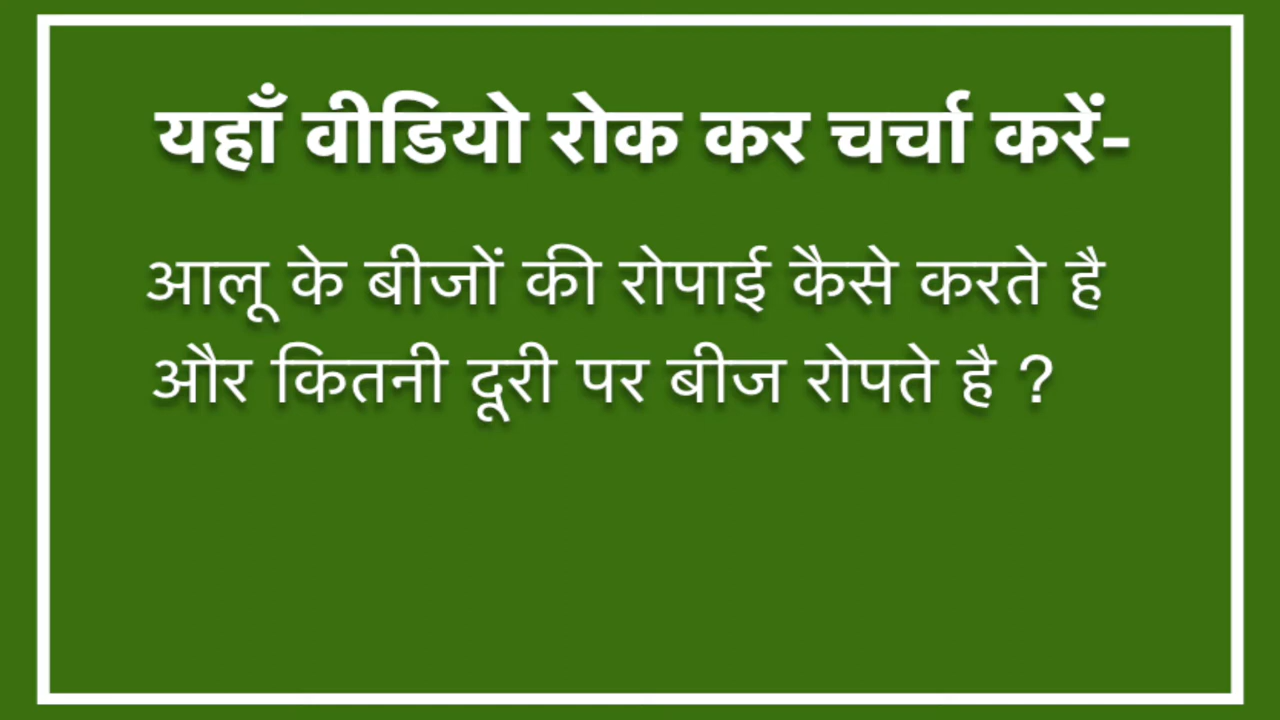 यहाँ वीडियो रोक कर चर्चा करें-
आलू के बीजों की रोपाई कैसे करते है
और कितनी दूरी पर बीज रोपते है ?